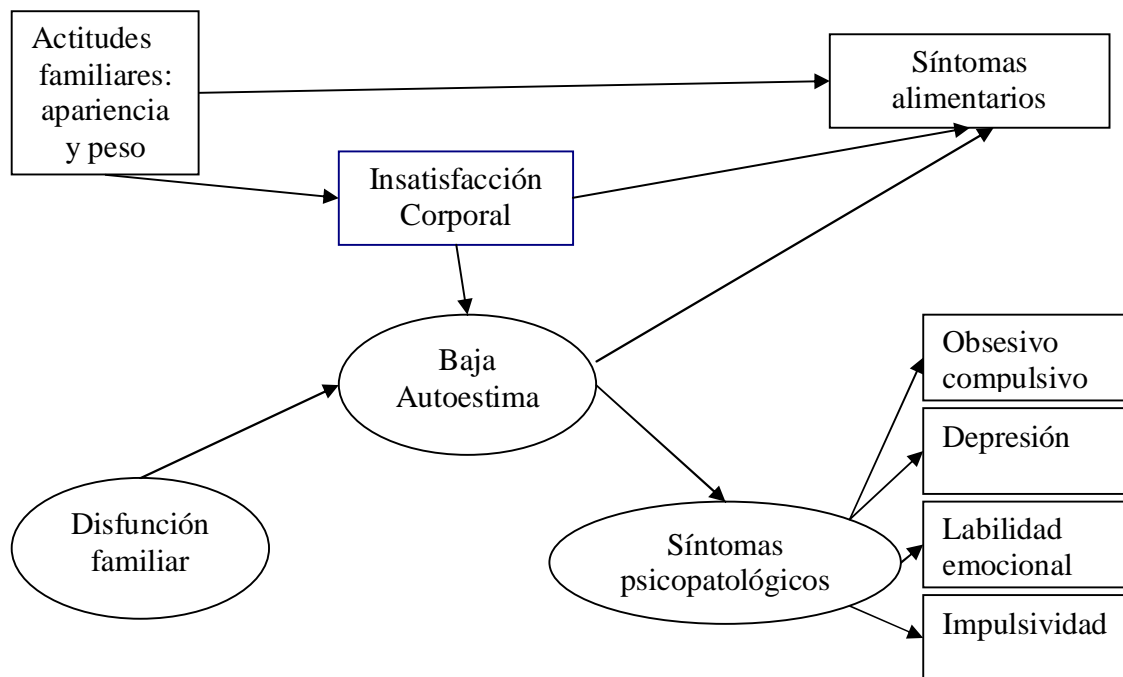 Actitudes
familiares:
apariencia
y peso
Síntomas
alimentarios
Insatisfacción
Corporal
Baja
Autoestima
Obsesivo
compulsivo
Depresión
Disfunción
familiar
Síntomas
psicopatológicos
Labilidad
emocional
Impulsividad